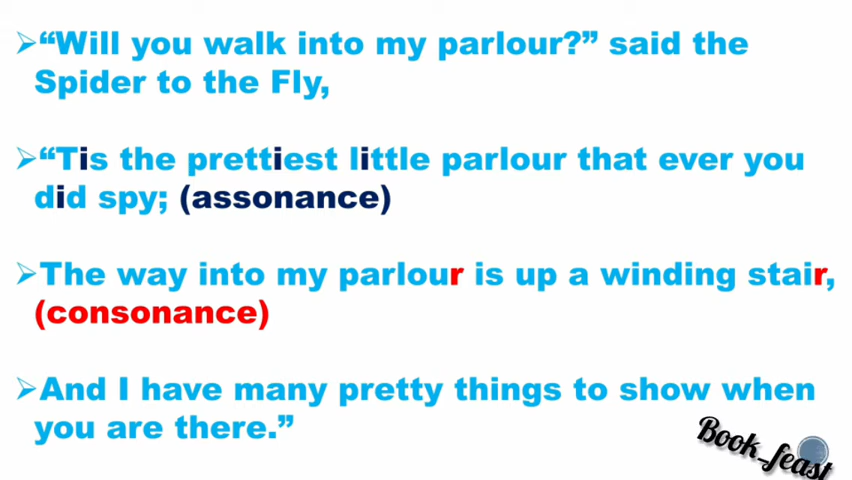 ➢“Will you walk into my parlour?” said the
Spider to the Fly,
➢“Tis the prettiest little parlour that ever you
did spy; (assonance)
➢The way into my parlour is up a winding stair,
(consonance)
➢And I have many pretty things to show when
you are there.”
Book_feast